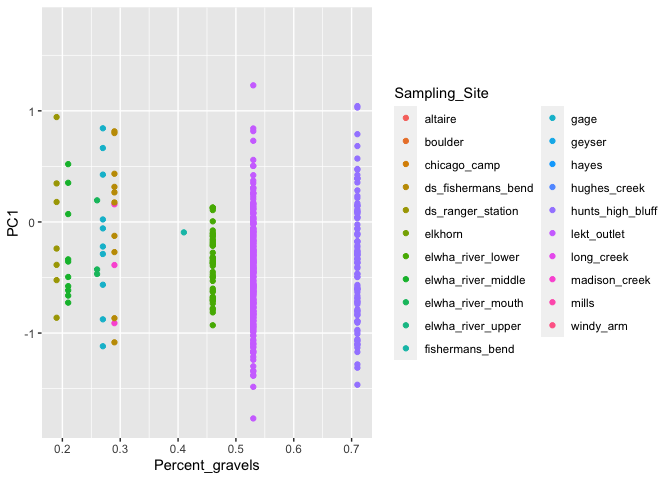 1
0
-1
PC1
0.2
0.3
0.4
0.5
0.6
0.7
Percent_gravels
Sampling_Site
altaire
boulder
chicago_camp
ds_fishermans_bend
ds_ranger_station
elkhorn
elwha_river_lower
elwha_river_middle
elwha_river_mouth
elwha_river_upper
fishermans_bend
gage
geyser
hayes
hughes_creek
hunts_high_bluff
lekt_outlet
long_creek
madison_creek
mills
windy_arm